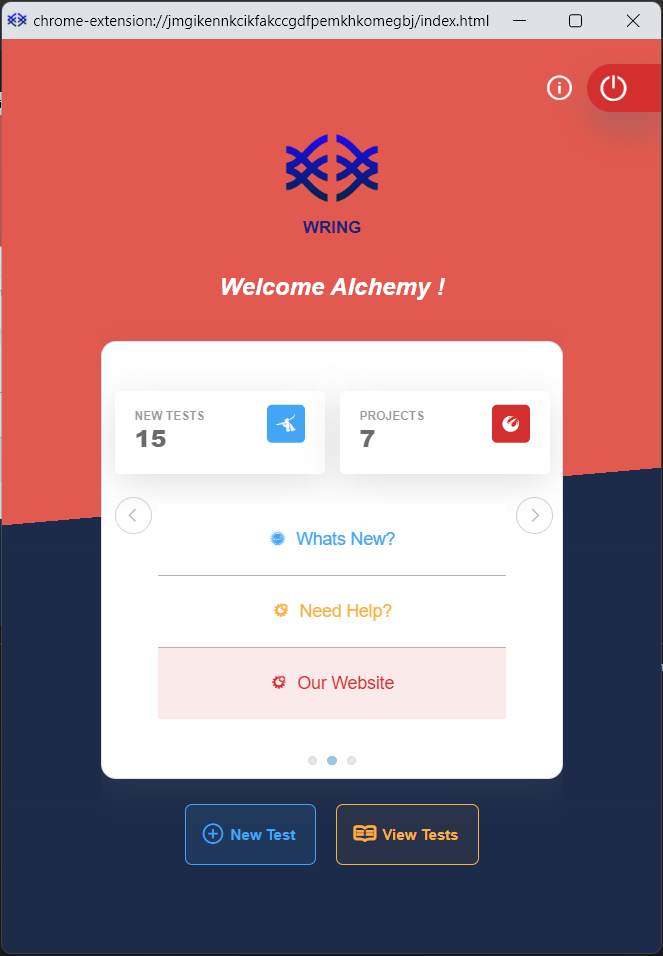 chrome-extension://jmgikennkcikfakccgdfpemkhkomegbj/index.html
WRING
Welcome Alchemy !
NEW TESTS
15
PROJECTS
7
Whats New?
Need Help?
Our Website
New Test
View Tests